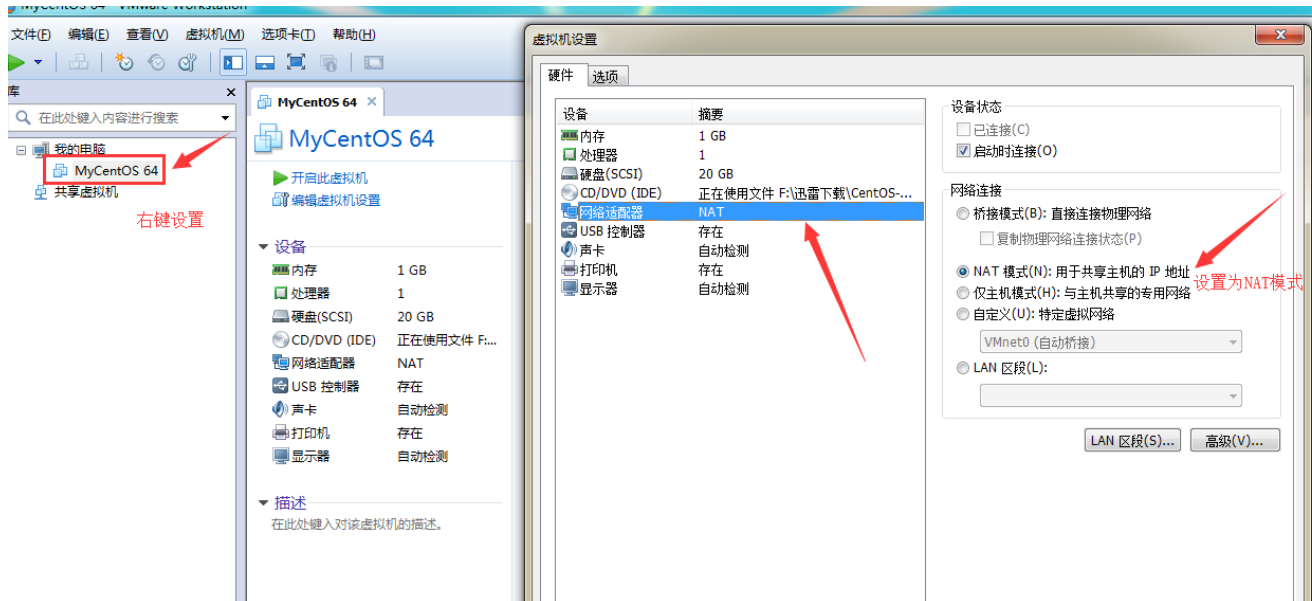 MyCentOS 64 - VMware Workstation
文件(F) 编辑(E) 查看(V) 虚拟机(M) 选项卡(T) 帮助(H)
库
在此处键入内容进行搜索
我的电脑
MyCentOS 64
共享虚拟机
右键设置
MyCentOS 64
MyCentOS 64
开启此虚拟机
编辑虚拟机设置
设备
内存 1 GB
处理器 1
硬盘(SCSI) 20 GB
CD/DVD (IDE) 正在使用文件 F:...
网络适配器 NAT
USB 控制器 存在
声卡 自动检测
打印机 存在
显示器 自动检测
描述
在此处键入对该虚拟机的描述。
虚拟机设置
硬件 选项
设备 摘要
内存 1 GB
处理器 1
硬盘(SCSI) 20 GB
CD/DVD (IDE) 正在使用文件 F:\迅雷下载\CentOS-...
网络适配器 NAT
USB 控制器 存在
声卡 自动检测
打印机 存在
显示器 自动检测
设备状态
已连接(C)
启动时连接(O)
网络连接
桥接模式(B): 直接连接物理网络
复制物理网络连接状态(P)
NAT 模式(N): 用于共享主机的 IP 地址
设置为NAT模式
仅主机模式(H): 与主机共享的专用网络
自定义(U): 特定虚拟网络
VMnet0 (自动桥接)
LAN 区段(L):
LAN 区段(S)... 高级(V)...